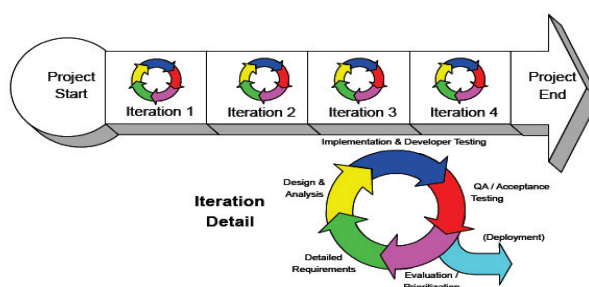 Project
Start
Iteration 1
Iteration 2
Iteration 3
Iteration 4
Project
End
Implementation & Developer Testing
Iteration
Detail
Design &
Analysis
QA / Acceptance
Testing
(Deployment)
Detailed
Requirements
Evaluation /
Prioritization